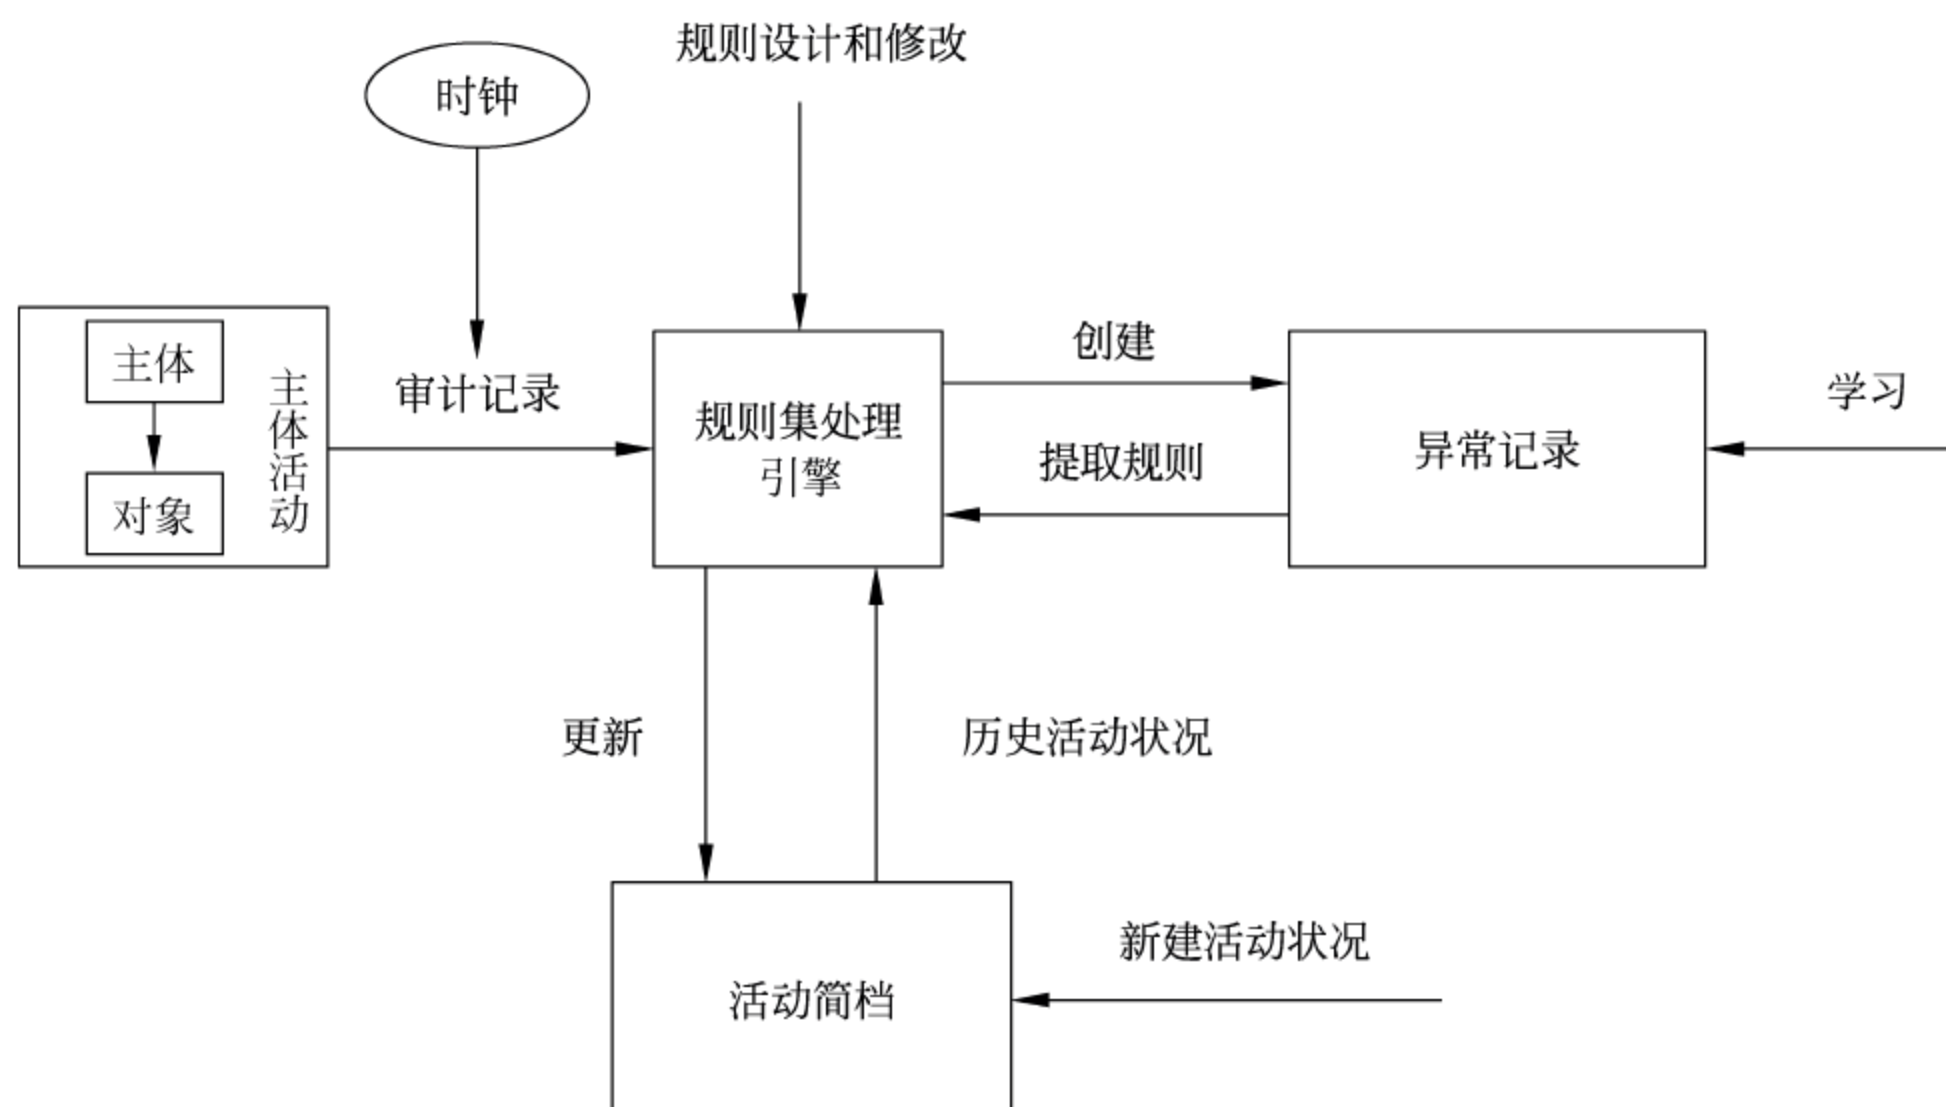 规则设计和修改
时钟
主体
对象
主体活动
审计记录
规则集处理
引擎
创建
提取规则
异常记录
学习
更新
历史活动状况
活动简档
新建活动状况